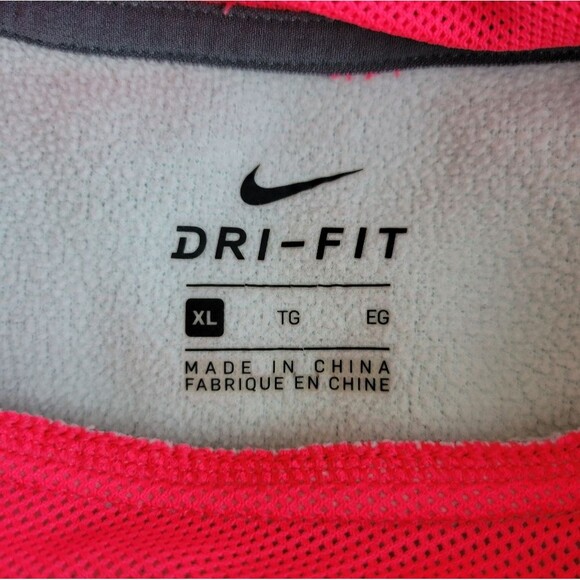 DRI-FIT
XL TG EG
MADE IN CHINA
FABRIQUE EN CHINE